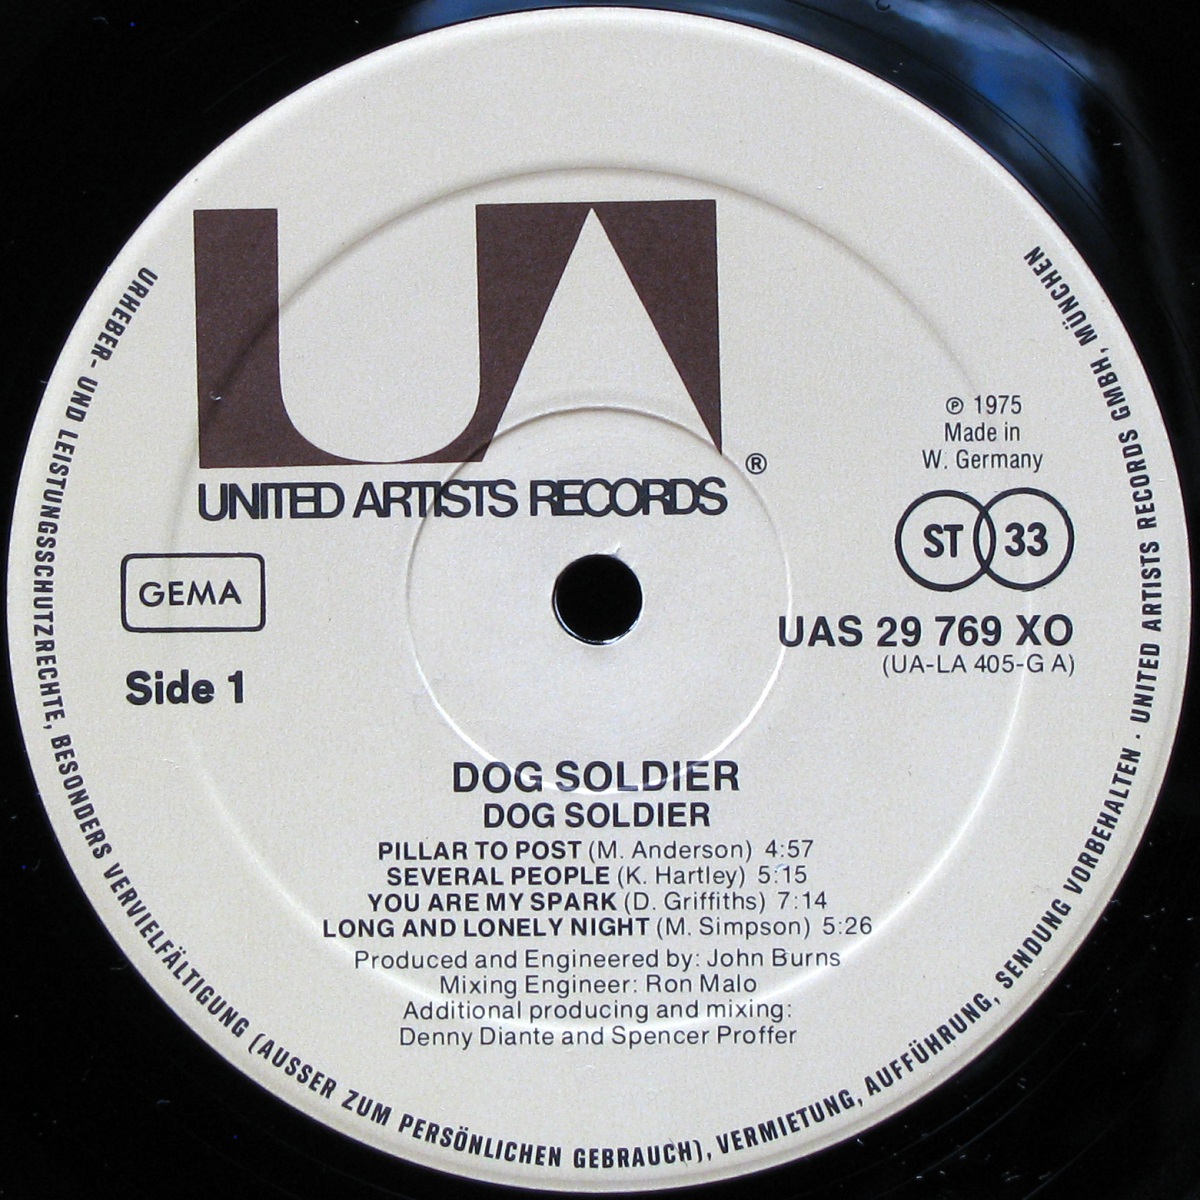 UA
®
UNITED ARTISTS RECORDS
℗ 1975
Made in
W. Germany
ST 33
GEMA
UAS 29 769 XO
(UA-LA 405-G A)
Side 1
DOG SOLDIER
DOG SOLDIER
PILLAR TO POST (M. Anderson) 4:57
SEVERAL PEOPLE (K. Hartley) 5:15
YOU ARE MY SPARK (D. Griffiths) 7:14
LONG AND LONELY NIGHT (M. Simpson) 5:26
Produced and Engineered by: John Burns
Mixing Engineer: Ron Malo
Additional producing and mixing:
Denny Diante and Spencer Proffer
URHEBER- UND LEISTUNGSSCHUTZRECHTE, BESONDERS VERVIELFÄLTIGUNG (AUSSER ZUM PERSÖNLICHEN GEBRAUCH), VERMIETUNG, AUFFÜHRUNG, SENDUNG VORBEHALTEN · UNITED ARTISTS RECORDS GMBH, MÜNCHEN